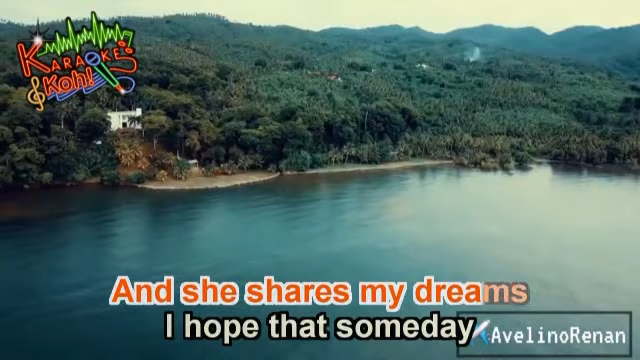 KARAOKE
Koh!
And she shares my dreams
I hope that someday
AvelinoRenan